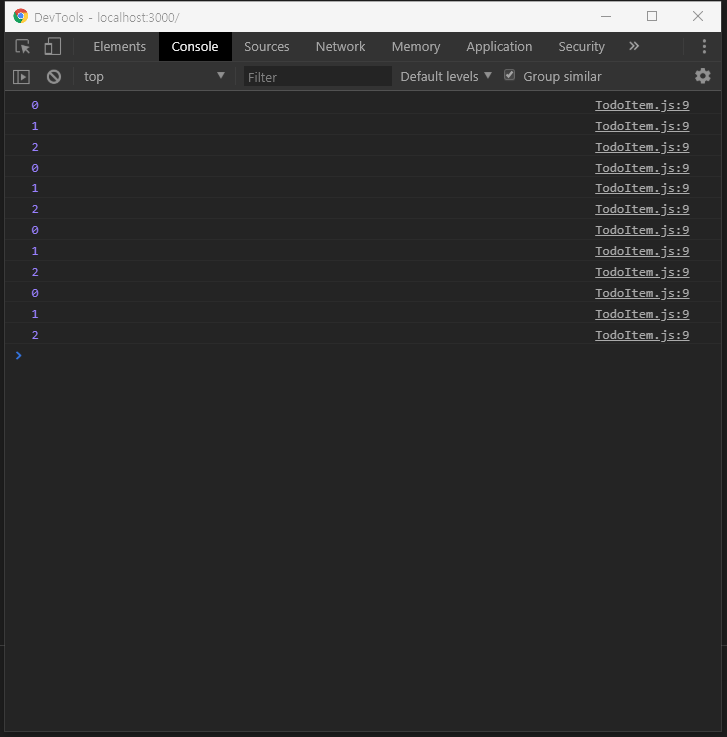 DevTools - localhost:3000/
Elements Console Sources Network Memory Application Security »
top ▼ Filter Default levels ▼ Group similar
0 TodoItem.js:9
1 TodoItem.js:9
2 TodoItem.js:9
0 TodoItem.js:9
1 TodoItem.js:9
2 TodoItem.js:9
0 TodoItem.js:9
1 TodoItem.js:9
2 TodoItem.js:9
0 TodoItem.js:9
1 TodoItem.js:9
2 TodoItem.js:9
>